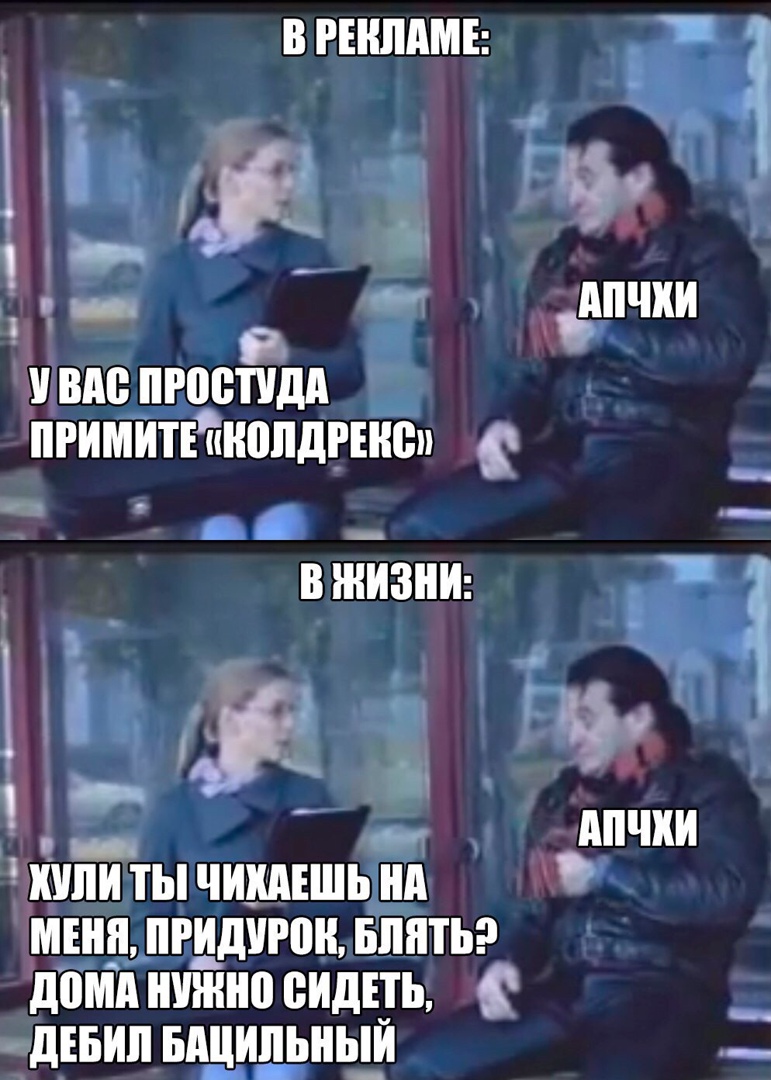 В РЕКЛАМЕ:
АПЧХИ
У ВАС ПРОСТУДА
ПРИМИТЕ «КОЛДРЕКС»
В ЖИЗНИ:
АПЧХИ
ХУЛИ ТЫ ЧИХАЕШЬ НА
МЕНЯ, ПРИДУРОК, БЛЯТЬ?
ДОМА НУЖНО СИДЕТЬ,
ДЕБИЛ БАЦИЛЬНЫЙ